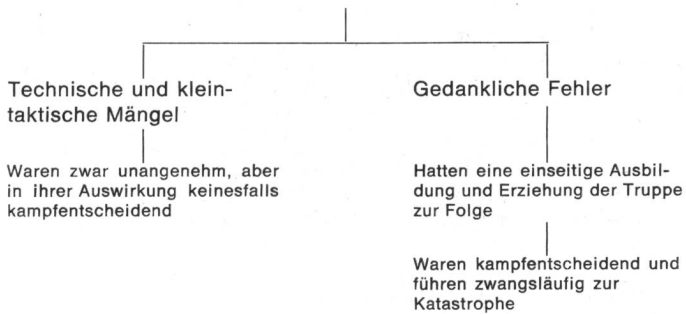 Technische und klein-
taktische Mängel
Waren zwar unangenehm, aber
in ihrer Auswirkung keinesfalls
kampfentscheidend
Gedankliche Fehler
Hatten eine einseitige Ausbil-
dung und Erziehung der Truppe
zur Folge
Waren kampfentscheidend und
führen zwangsläufig zur
Katastrophe